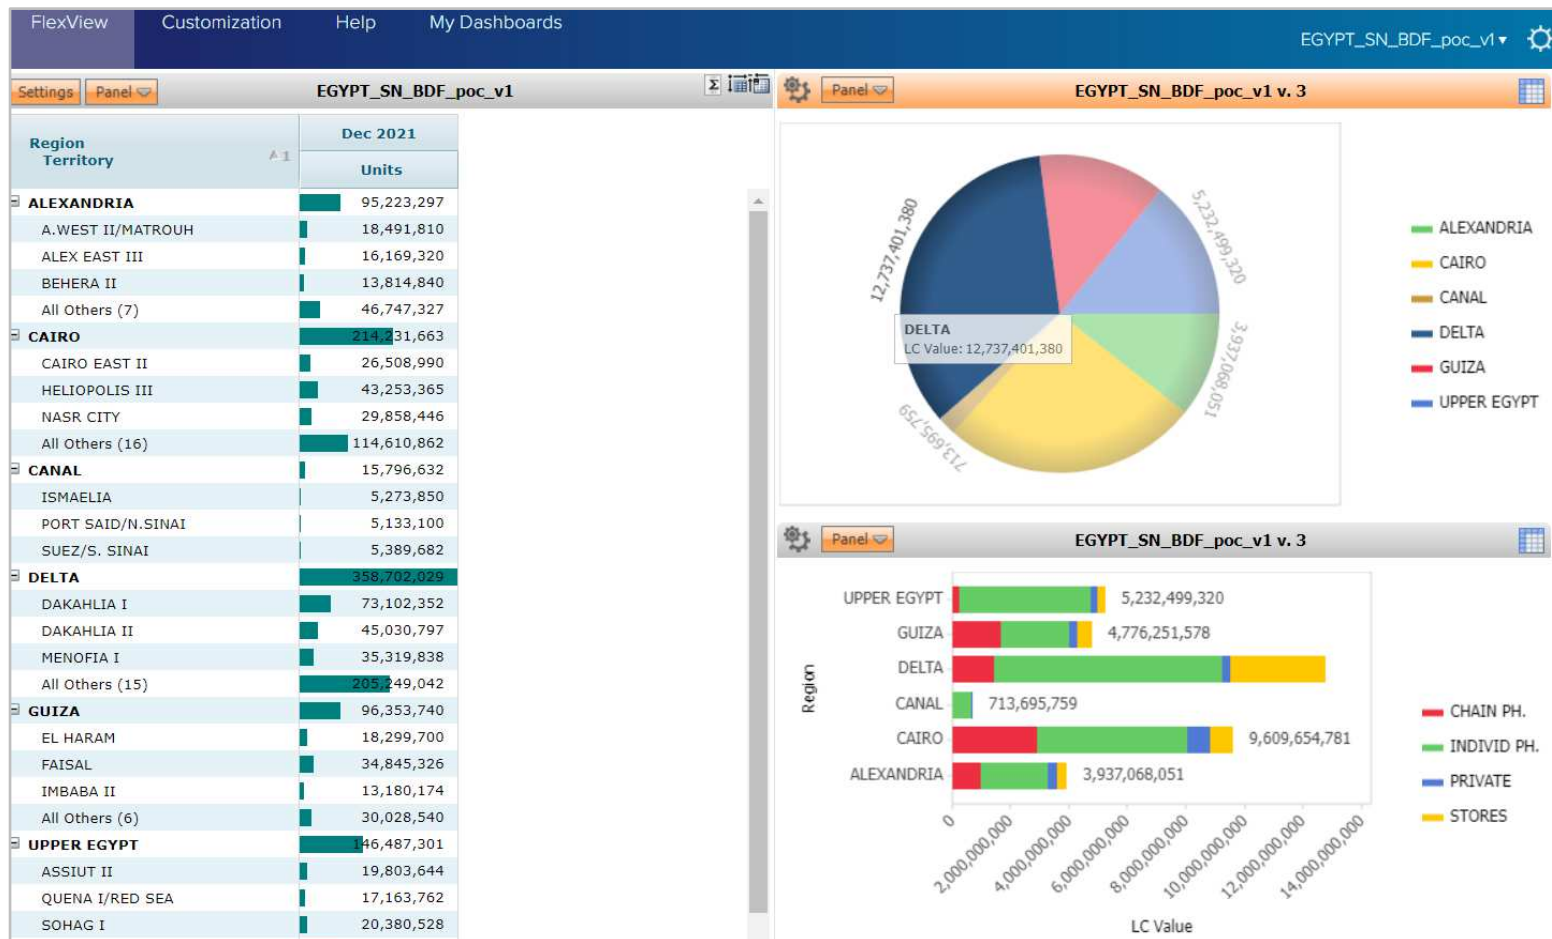 FlexView Customization Help My Dashboards
EGYPT_SN_BDF_poc_v1
Settings Panel EGYPT_SN_BDF_poc_v1 Σ
Region
Territory 1
Dec 2021
Units
ALEXANDRIA 95,223,297
A.WEST II/MATROUH 18,491,810
ALEX EAST III 16,169,320
BEHERA II 13,814,840
All Others (7) 46,747,327
CAIRO 214,231,663
CAIRO EAST II 26,508,990
HELIOPOLIS III 43,253,365
NASR CITY 29,858,446
All Others (16) 114,610,862
CANAL 15,796,632
ISMAELIA 5,273,850
PORT SAID/N.SINAI 5,133,100
SUEZ/S. SINAI 5,389,682
DELTA 358,702,029
DAKAHLIA I 73,102,352
DAKAHLIA II 45,030,797
MENOFIA I 35,319,838
All Others (15) 205,249,042
GUIZA 96,353,740
EL HARAM 18,299,700
FAISAL 34,845,326
IMBABA II 13,180,174
All Others (6) 30,028,540
UPPER EGYPT 146,487,301
ASSIUT II 19,803,644
QUENA I/RED SEA 17,163,762
SOHAG I 20,380,528
Panel EGYPT_SN_BDF_poc_v1 v. 3
12,737,401,380
5,232,499,320
3,937,068,051
713,695,759
DELTA
LC Value: 12,737,401,380
ALEXANDRIA
CAIRO
CANAL
DELTA
GUIZA
UPPER EGYPT
Panel EGYPT_SN_BDF_poc_v1 v. 3
Region
UPPER EGYPT 5,232,499,320
GUIZA 4,776,251,578
DELTA
CANAL 713,695,759
CAIRO 9,609,654,781
ALEXANDRIA 3,937,068,051
0 2,000,000,000 4,000,000,000 6,000,000,000 8,000,000,000 10,000,000,000 12,000,000,000 14,000,000,000
LC Value
CHAIN PH.
INDIVID PH.
PRIVATE
STORES